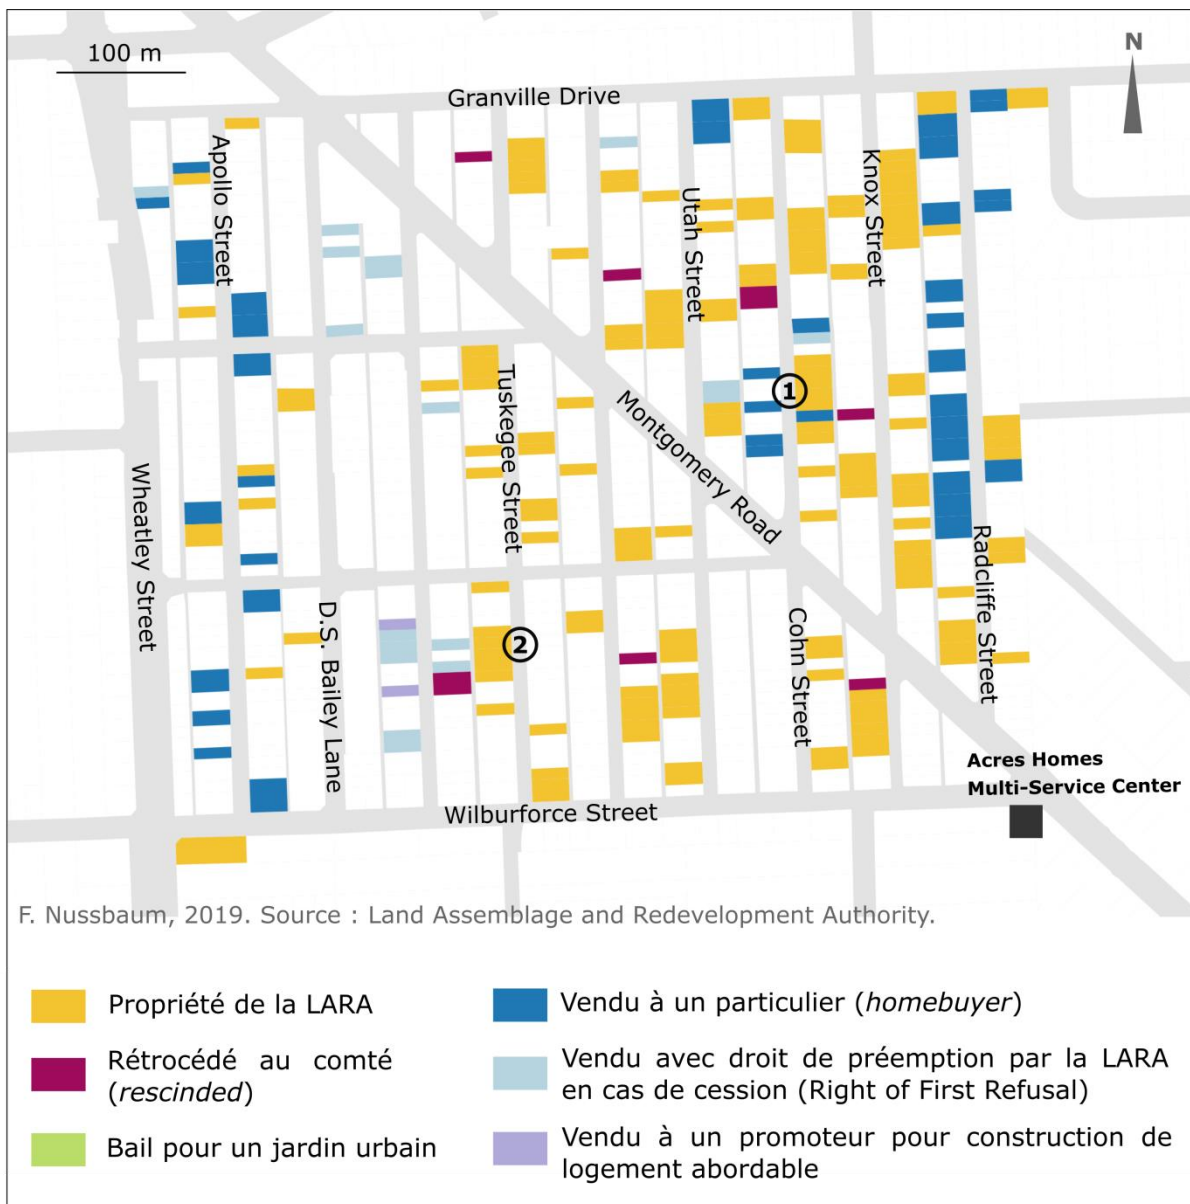 100 m
N
Granville Drive
Apollo Street
Knox Street
Utah Street
Tuskegee Street
1
Montgomery Road
Wheatley Street
Radcliffe Street
D.S. Bailey Lane
2
Cohn Street
Acres Homes
Multi-Service Center
Wilburforce Street
F. Nussbaum, 2019. Source : Land Assemblage and Redevelopment Authority.
Propriété de la LARA
Rétrocédé au comté
(rescinded)
Bail pour un jardin urbain
Vendu à un particulier (homebuyer)
Vendu avec droit de préemption par la LARA
en cas de cession (Right of First Refusal)
Vendu à un promoteur pour construction de
logement abordable